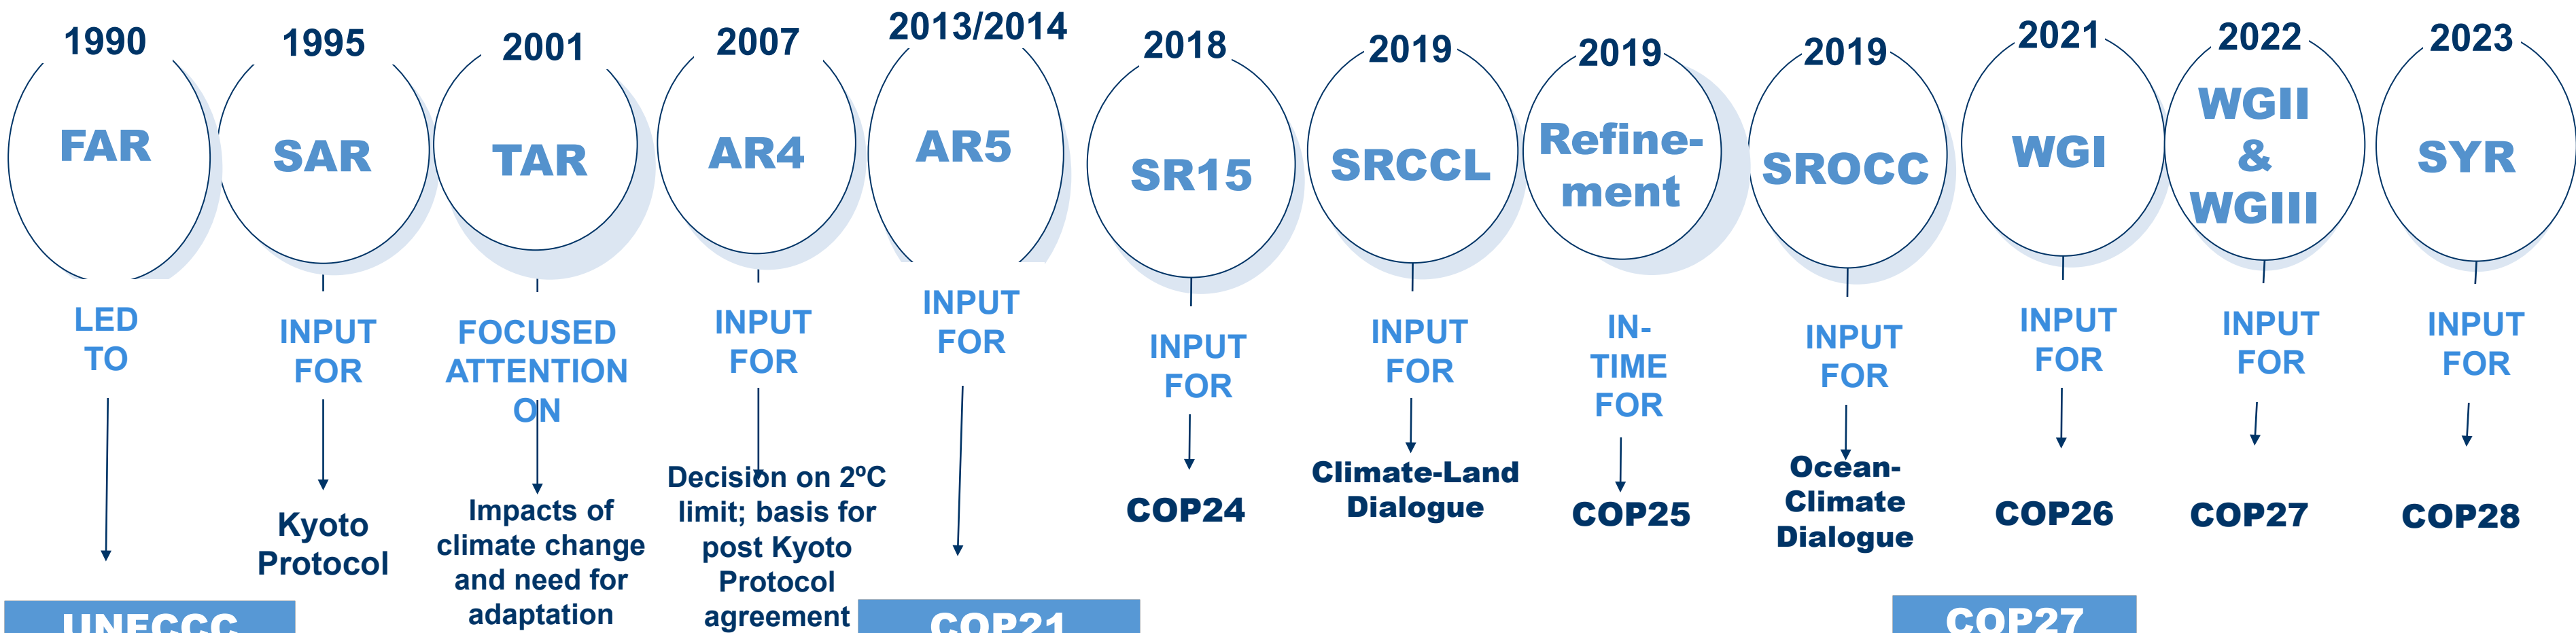 1990
FAR
LED
TO
UNFCCC
1995
SAR
INPUT
FOR
Kyoto
Protocol
2001
TAR
FOCUSED
ATTENTION
ON
Impacts of
climate change
and need for
adaptation
2007
AR4
INPUT
FOR
Decision on 2ºC
limit; basis for
post Kyoto
Protocol
agreement
2013/2014
AR5
INPUT
FOR
COP21
2018
SR15
INPUT
FOR
COP24
2019
SRCCL
INPUT
FOR
Climate-Land
Dialogue
2019
Refine-
ment
IN-
TIME
FOR
COP25
2019
SROCC
INPUT
FOR
Ocean-
Climate
Dialogue
2021
WGI
INPUT
FOR
COP26
2022
WGII
&
WGIII
INPUT
FOR
COP27
COP27
2023
SYR
INPUT
FOR
COP28